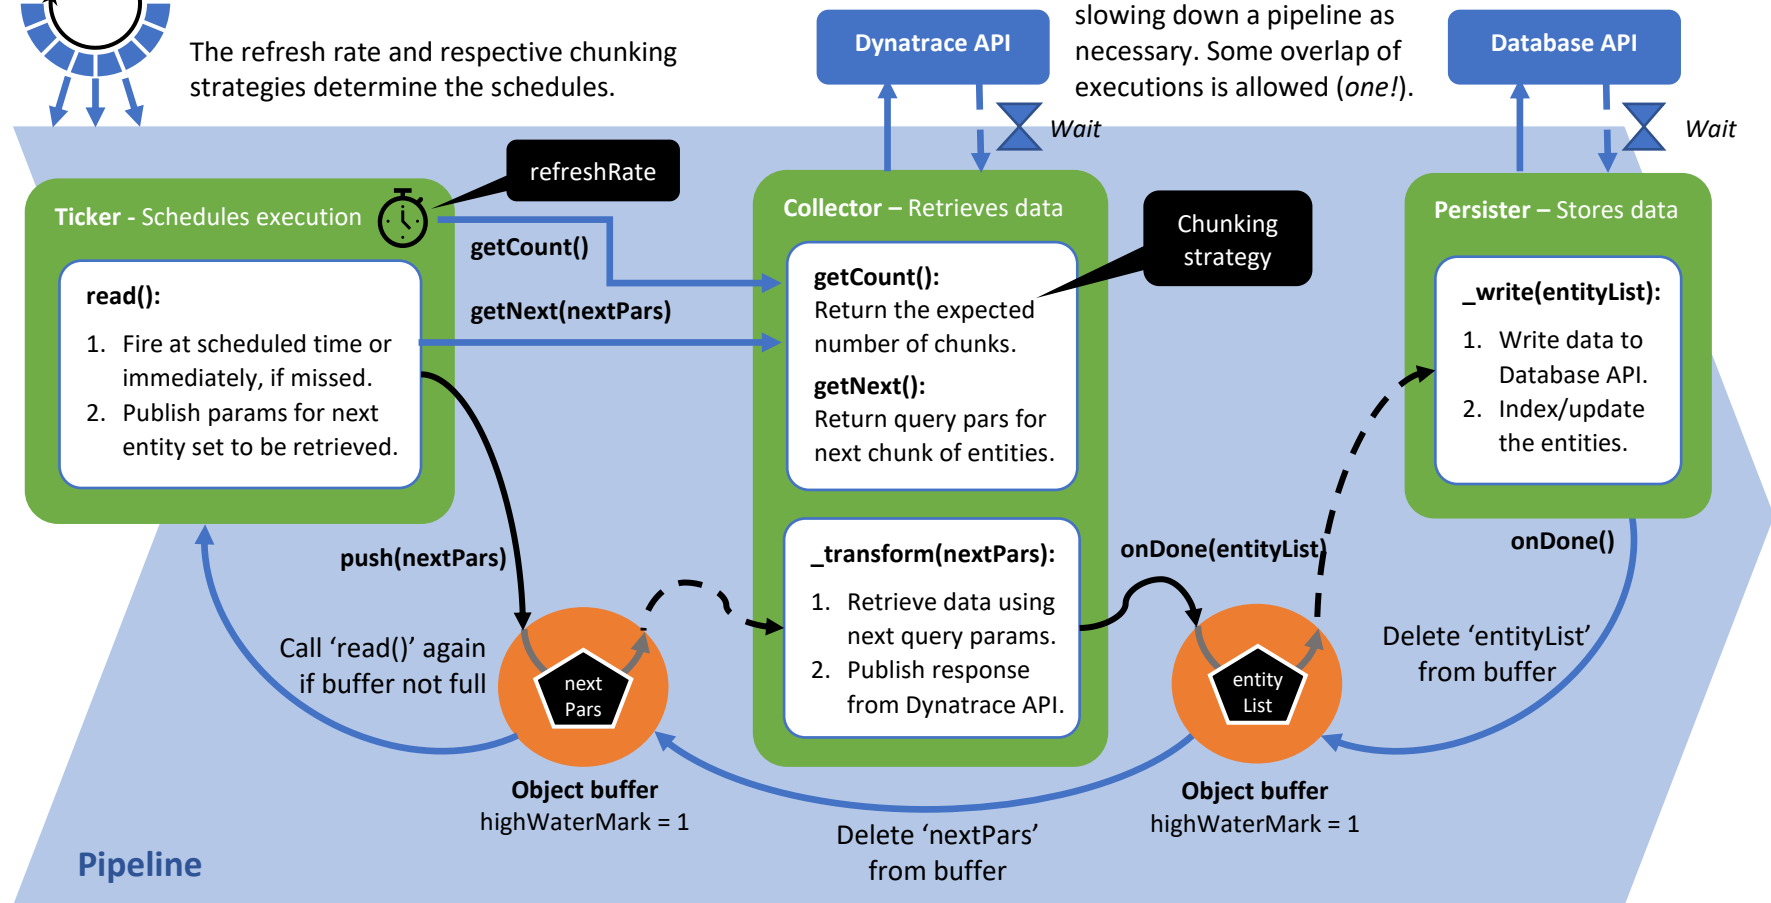 The refresh rate and respective chunking
strategies determine the schedules.
Dynatrace API
slowing down a pipeline as
necessary. Some overlap of
executions is allowed (one!).
Database API
Wait
Wait
refreshRate
Ticker - Schedules execution
getCount()
getNext(nextPars)
read():
1. Fire at scheduled time or
immediately, if missed.
2. Publish params for next
entity set to be retrieved.
Collector – Retrieves data
Chunking
strategy
getCount():
Return the expected
number of chunks.
getNext():
Return query pars for
next chunk of entities.
Persister – Stores data
_write(entityList):
1. Write data to
Database API.
2. Index/update
the entities.
push(nextPars)
_transform(nextPars):
1. Retrieve data using
next query params.
2. Publish response
from Dynatrace API.
onDone(entityList)
onDone()
Call ‘read()’ again
if buffer not full
next
Pars
entity
List
Delete ‘entityList’
from buffer
Object buffer
highWaterMark = 1
Delete ‘nextPars’
from buffer
Object buffer
highWaterMark = 1
Pipeline